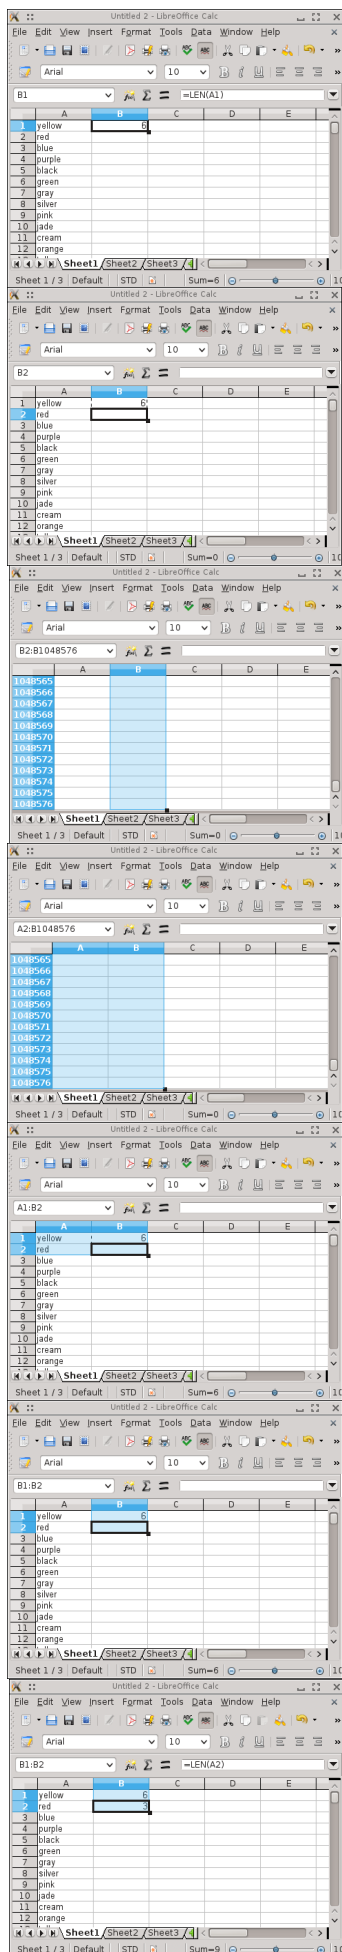 Untitled 2 - LibreOffice Calc
File Edit View Insert Format Tools Data Window Help
Arial 10
B1 =LEN(A1)
A B C D E
1 yellow 6
2 red
3 blue
4 purple
5 black
6 green
7 gray
8 silver
9 pink
10 jade
11 cream
12 orange
Sheet1 Sheet2 Sheet3
Sheet 1 / 3 Default STD Sum=6 10
Untitled 2 - LibreOffice Calc
File Edit View Insert Format Tools Data Window Help
Arial 10
B2
A B C D E
1 yellow 6
2 red
3 blue
4 purple
5 black
6 green
7 gray
8 silver
9 pink
10 jade
11 cream
12 orange
Sheet1 Sheet2 Sheet3
Sheet 1 / 3 Default STD Sum=0 10
Untitled 2 - LibreOffice Calc
File Edit View Insert Format Tools Data Window Help
Arial 10
B2:B1048576
A B C D E
1048565
1048566
1048567
1048568
1048569
1048570
1048571
1048572
1048573
1048574
1048575
1048576
Sheet1 Sheet2 Sheet3
Sheet 1 / 3 Default STD Sum=0 10
Untitled 2 - LibreOffice Calc
File Edit View Insert Format Tools Data Window Help
Arial 10
A2:B1048576
A B C D E
1048565
1048566
1048567
1048568
1048569
1048570
1048571
1048572
1048573
1048574
1048575
1048576
Sheet1 Sheet2 Sheet3
Sheet 1 / 3 Default STD Sum=0 10
Untitled 2 - LibreOffice Calc
File Edit View Insert Format Tools Data Window Help
Arial 10
A1:B2
A B C D E
1 yellow 6
2 red
3 blue
4 purple
5 black
6 green
7 gray
8 silver
9 pink
10 jade
11 cream
12 orange
Sheet1 Sheet2 Sheet3
Sheet 1 / 3 Default STD Sum=6 10
Untitled 2 - LibreOffice Calc
File Edit View Insert Format Tools Data Window Help
Arial 10
B1:B2
A B C D E
1 yellow 6
2 red
3 blue
4 purple
5 black
6 green
7 gray
8 silver
9 pink
10 jade
11 cream
12 orange
Sheet1 Sheet2 Sheet3
Sheet 1 / 3 Default STD Sum=6 10
Untitled 2 - LibreOffice Calc
File Edit View Insert Format Tools Data Window Help
Arial 10
B1:B2 =LEN(A2)
A B C D E
1 yellow 6
2 red 3
3 blue
4 purple
5 black
6 green
7 gray
8 silver
9 pink
10 jade
11 cream
12 orange
Sheet1 Sheet2 Sheet3
Sheet 1 / 3 Default STD Sum=9 10